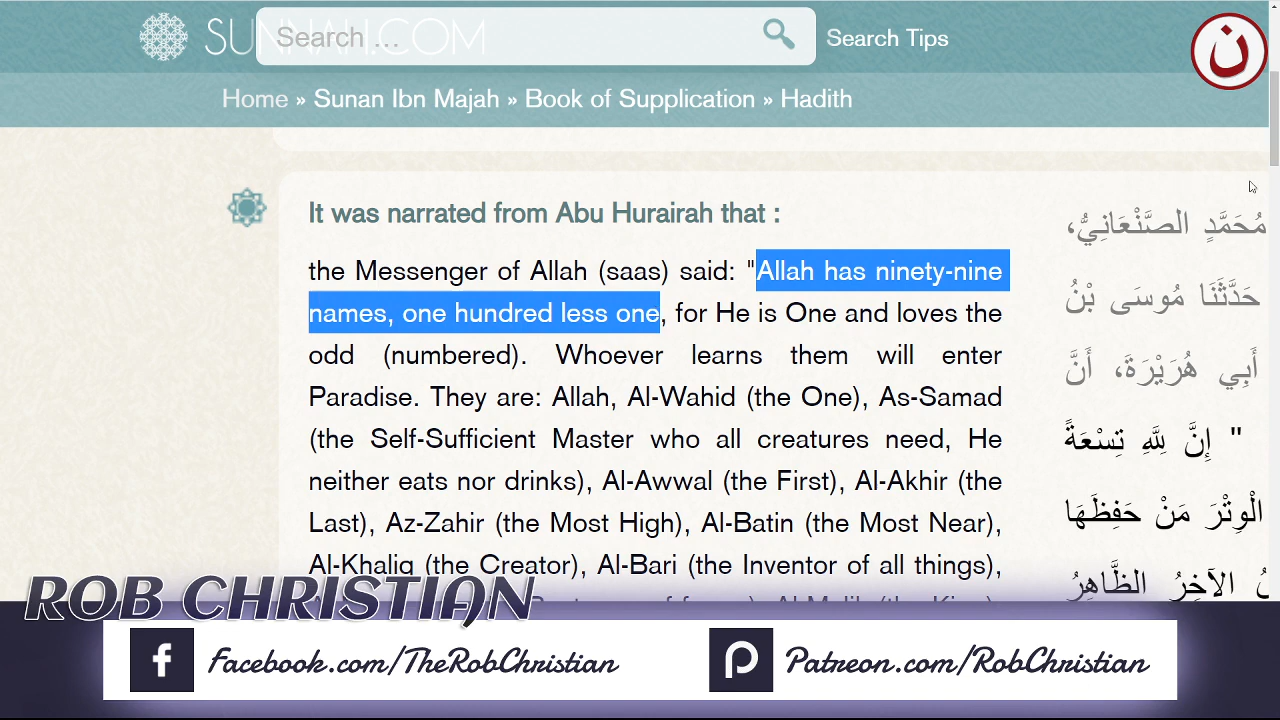 SUNNAH.COM
Search …
Search Tips
ن
Home » Sunan Ibn Majah » Book of Supplication » Hadith
It was narrated from Abu Hurairah that :
the Messenger of Allah (saas) said: "Allah has ninety-nine
names, one hundred less one, for He is One and loves the
odd (numbered). Whoever learns them will enter
Paradise. They are: Allah, Al-Wahid (the One), As-Samad
(the Self-Sufficient Master who all creatures need, He
neither eats nor drinks), Al-Awwal (the First), Al-Akhir (the
Last), Az-Zahir (the Most High), Al-Batin (the Most Near),
Al-Khaliq (the Creator), Al-Bari (the Inventor of all things),
مُحَمَّدٍ الصَّنْعَانِيُّ،
حَدَّثَنَا مُوسَى بْنُ
أَبِي هُرَيْرَةَ، أَنَّ
" إِنَّ لِلَّهِ تِسْعَةً
الْوِتْرَ مَنْ حَفِظَهَا
الآخِرُ الظَّاهِرُ
ROB CHRISTIAN
Facebook.com/TheRobChristian
Patreon.com/RobChristian